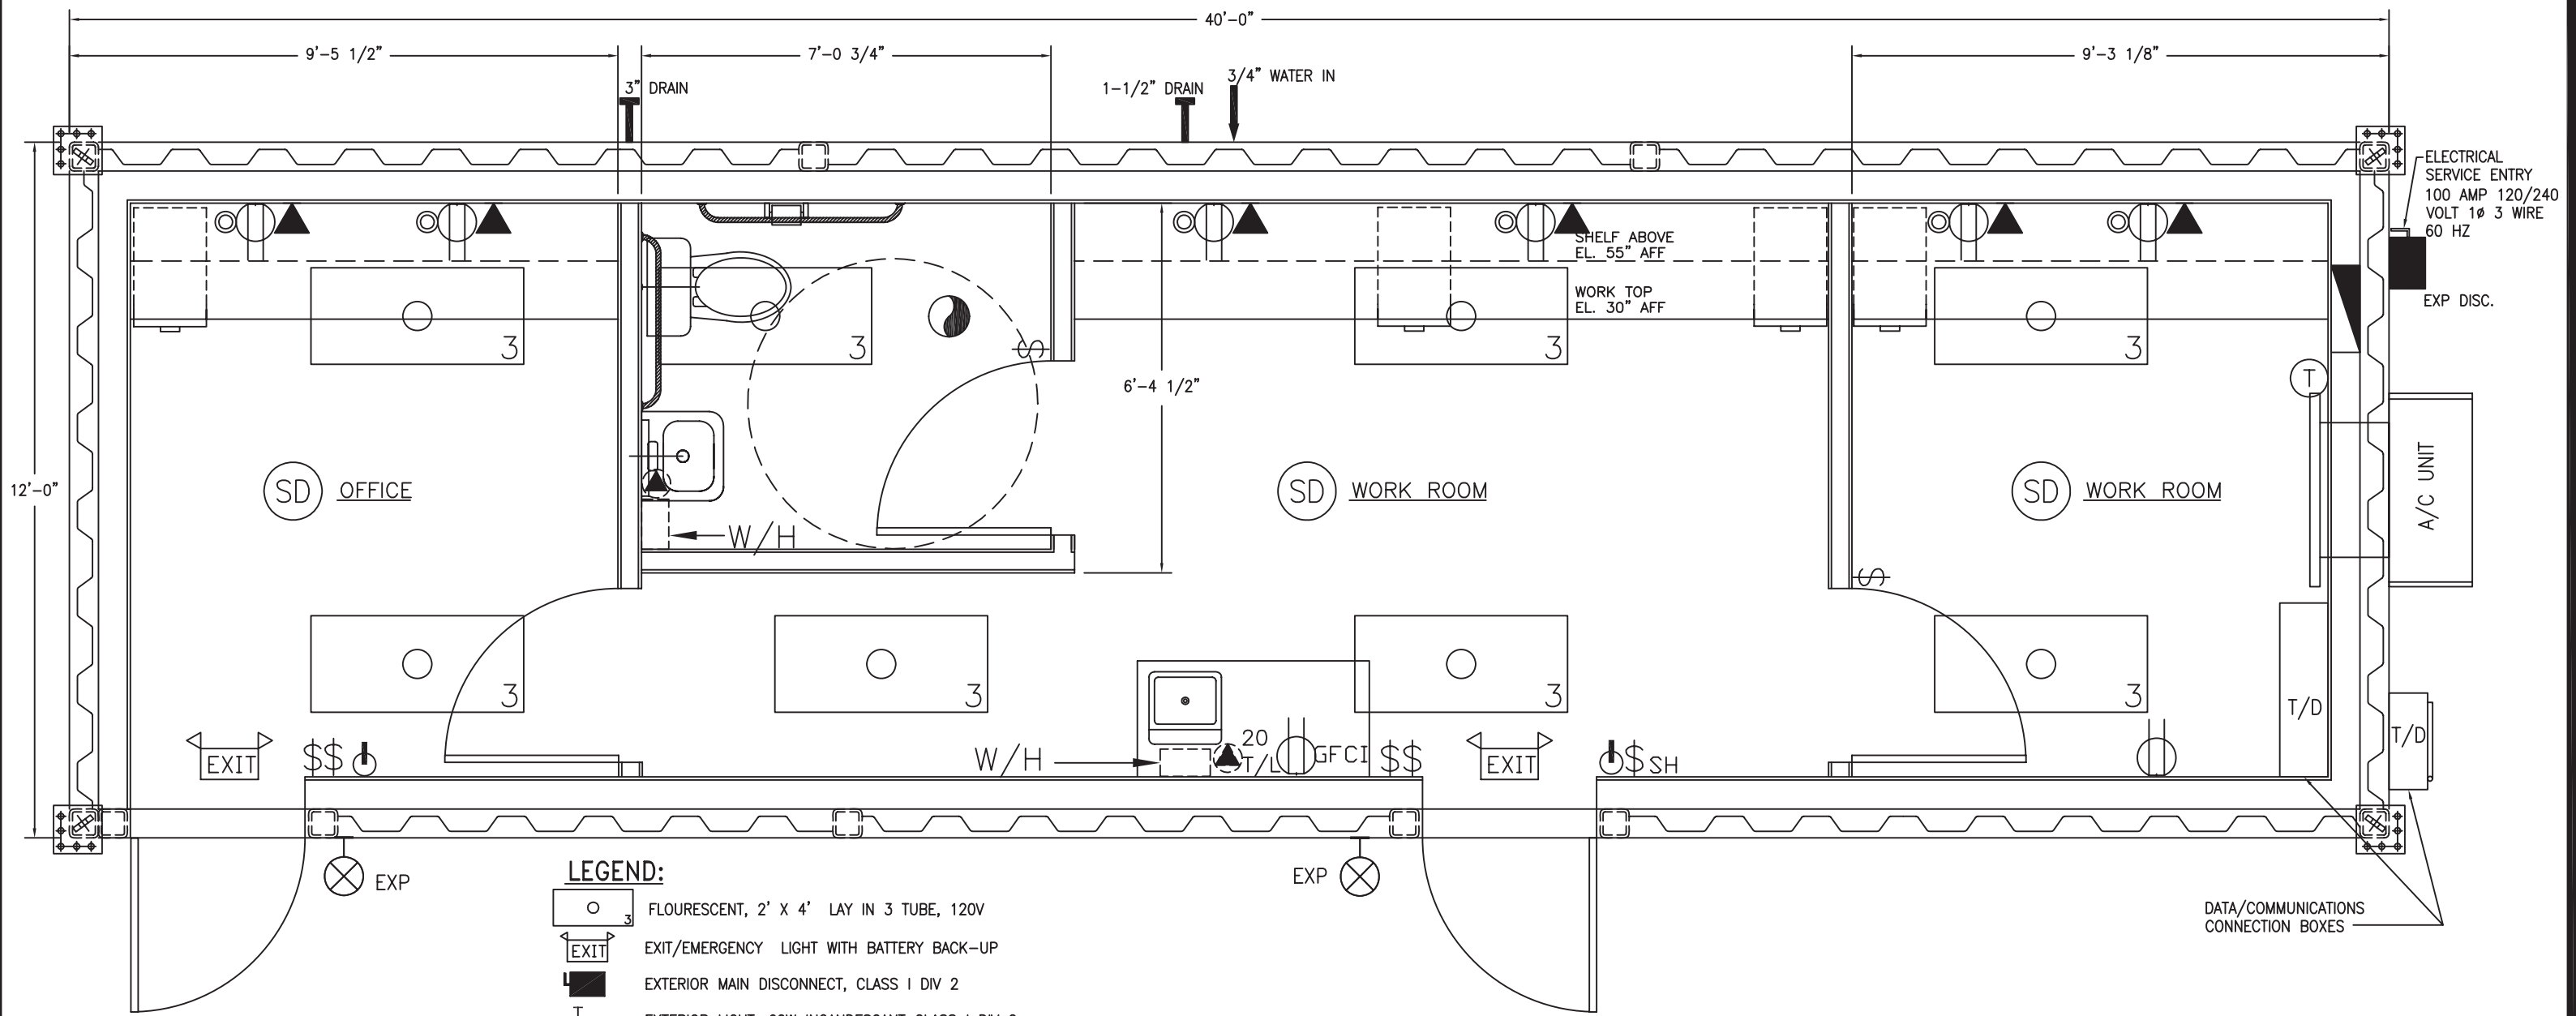 40'-0"
9'-5 1/2"
7'-0 3/4"
9'-3 1/8"
3" DRAIN
1-1/2" DRAIN
3/4" WATER IN
ELECTRICAL
SERVICE ENTRY
100 AMP 120/240
VOLT 1ø 3 WIRE
60 HZ
EXP DISC.
SHELF ABOVE
EL. 55" AFF
WORK TOP
EL. 30" AFF
3
3
3
3
$
6'-4 1/2"
T
12'-0"
SD OFFICE
SD WORK ROOM
SD WORK ROOM
A/C UNIT
W/H
$
3
3
3
3
T/D
T/D
EXIT
$$
W/H
20
T/L
GFCI
$$
EXIT
$ SH
EXP
EXP
DATA/COMMUNICATIONS
CONNECTION BOXES
LEGEND:
3 FLOURESCENT, 2' X 4' LAY IN 3 TUBE, 120V
EXIT EXIT/EMERGENCY LIGHT WITH BATTERY BACK-UP
EXTERIOR MAIN DISCONNECT, CLASS I DIV 2